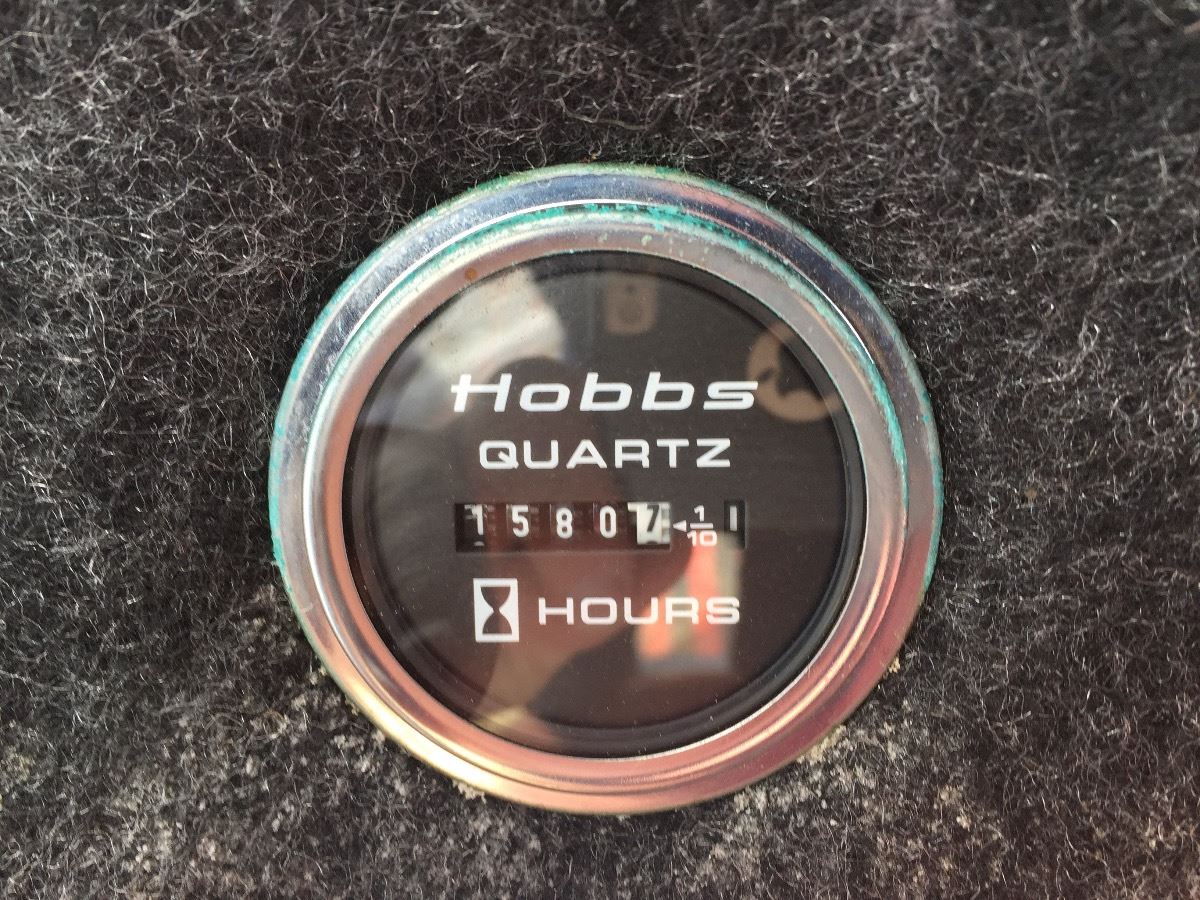 Hobbs
QUARTZ
15807 ◄ 1/10
HOURS